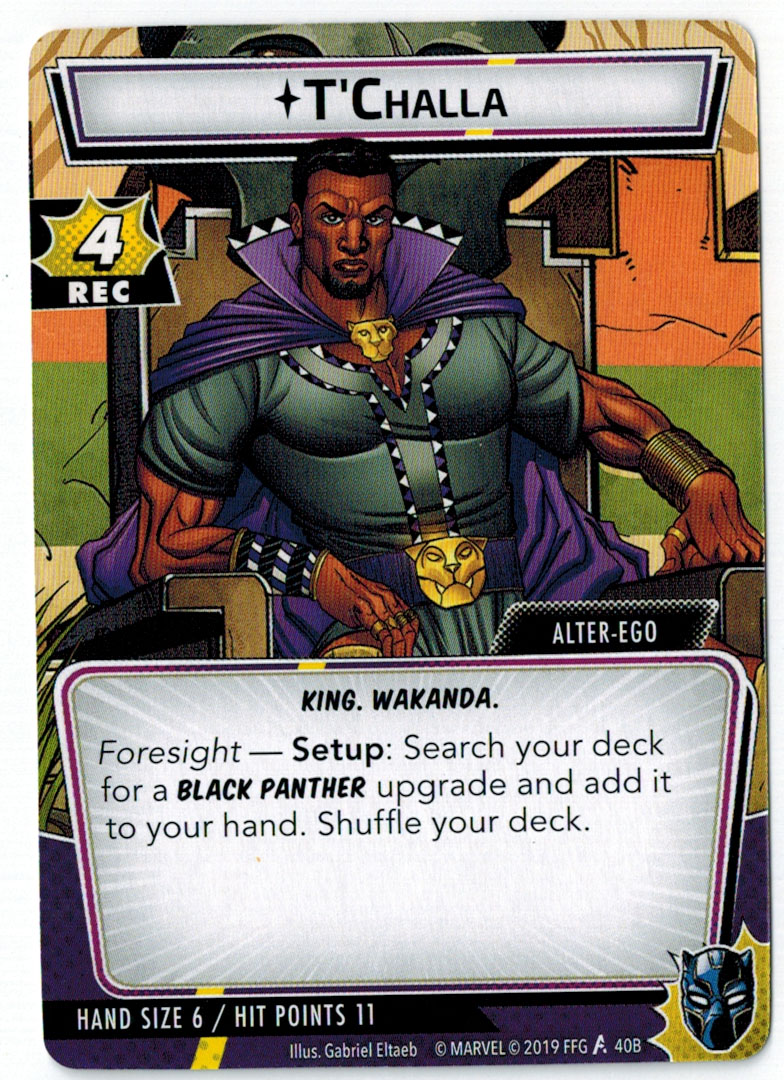 T'CHALLA
4
REC
ALTER-EGO
KING. WAKANDA.
Foresight — Setup: Search your deck
for a BLACK PANTHER upgrade and add it
to your hand. Shuffle your deck.
HAND SIZE 6 / HIT POINTS 11
Illus. Gabriel Eltaeb © MARVEL © 2019 FFG 40B